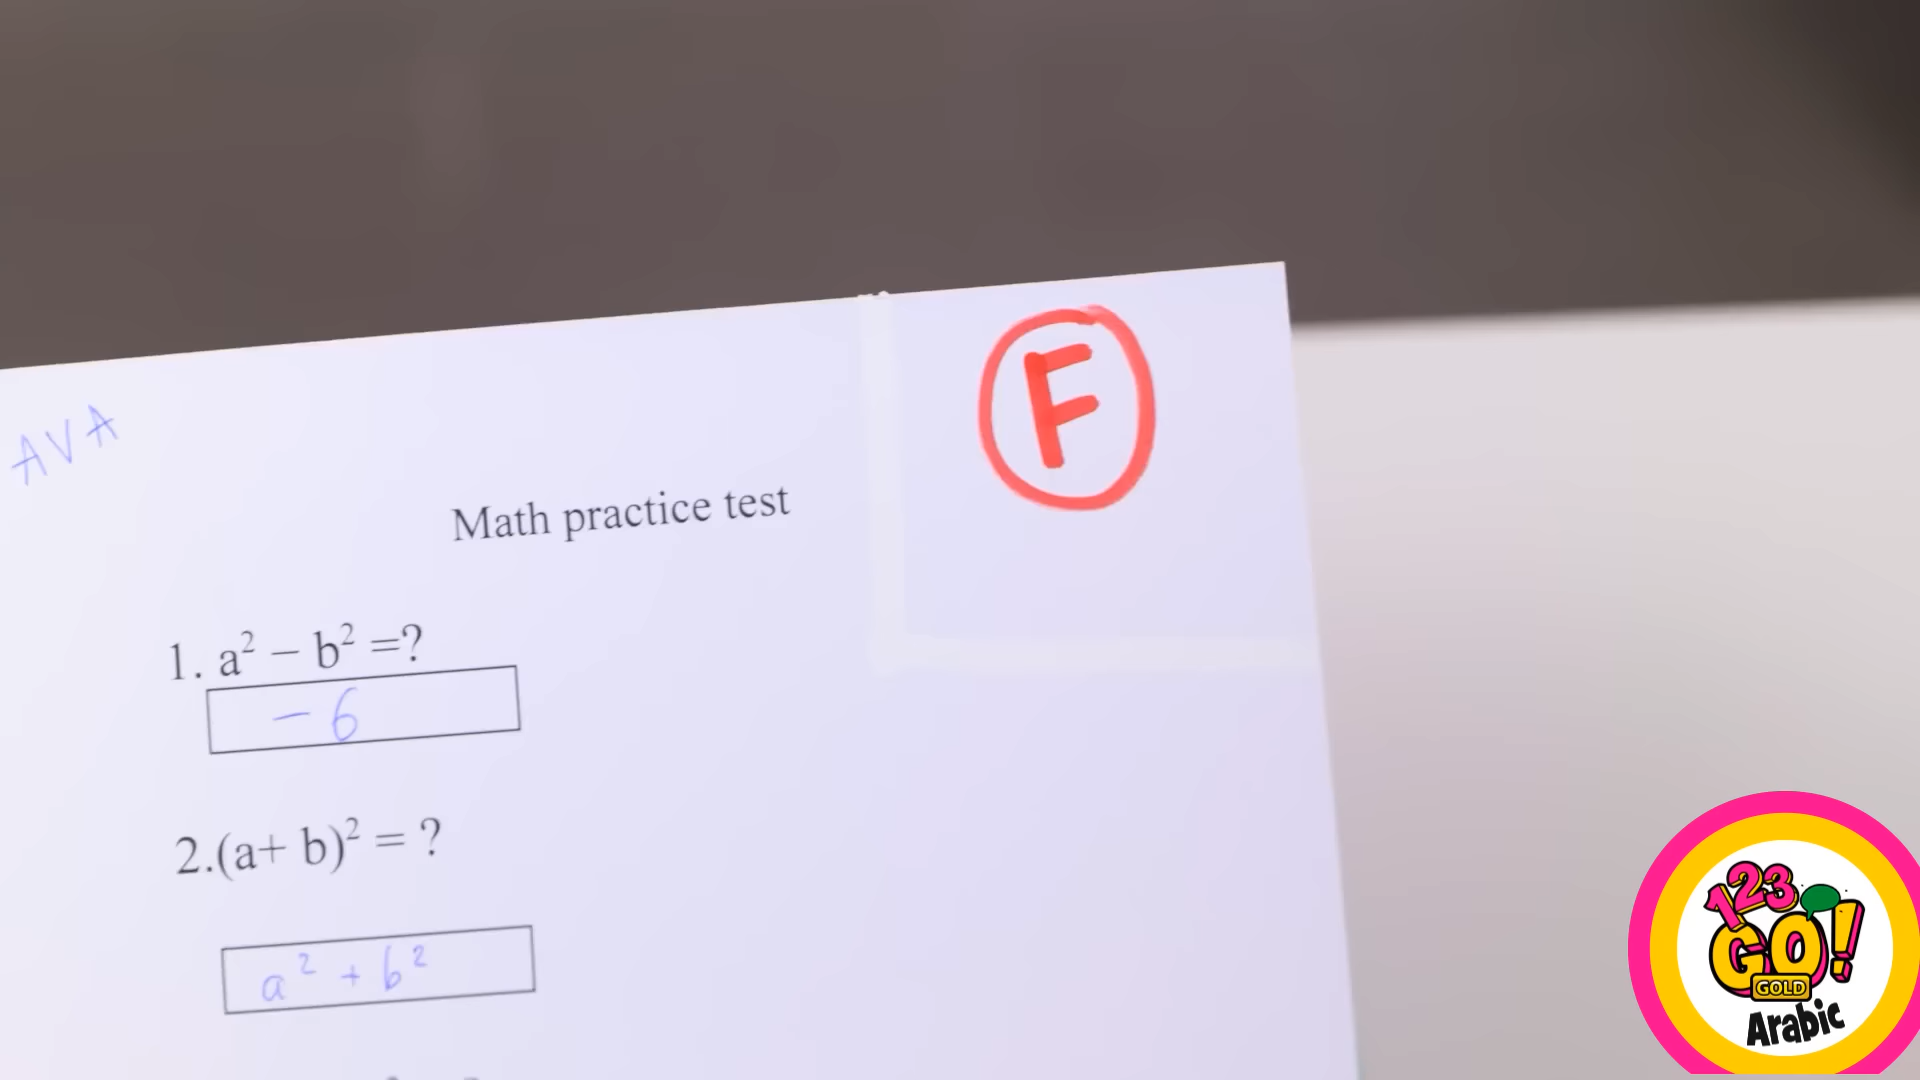 AVA
F
Math practice test
1. a² − b² =?
− 6
2.(a+ b)² = ?
a² + b²
123
GO!
GOLD
Arabic